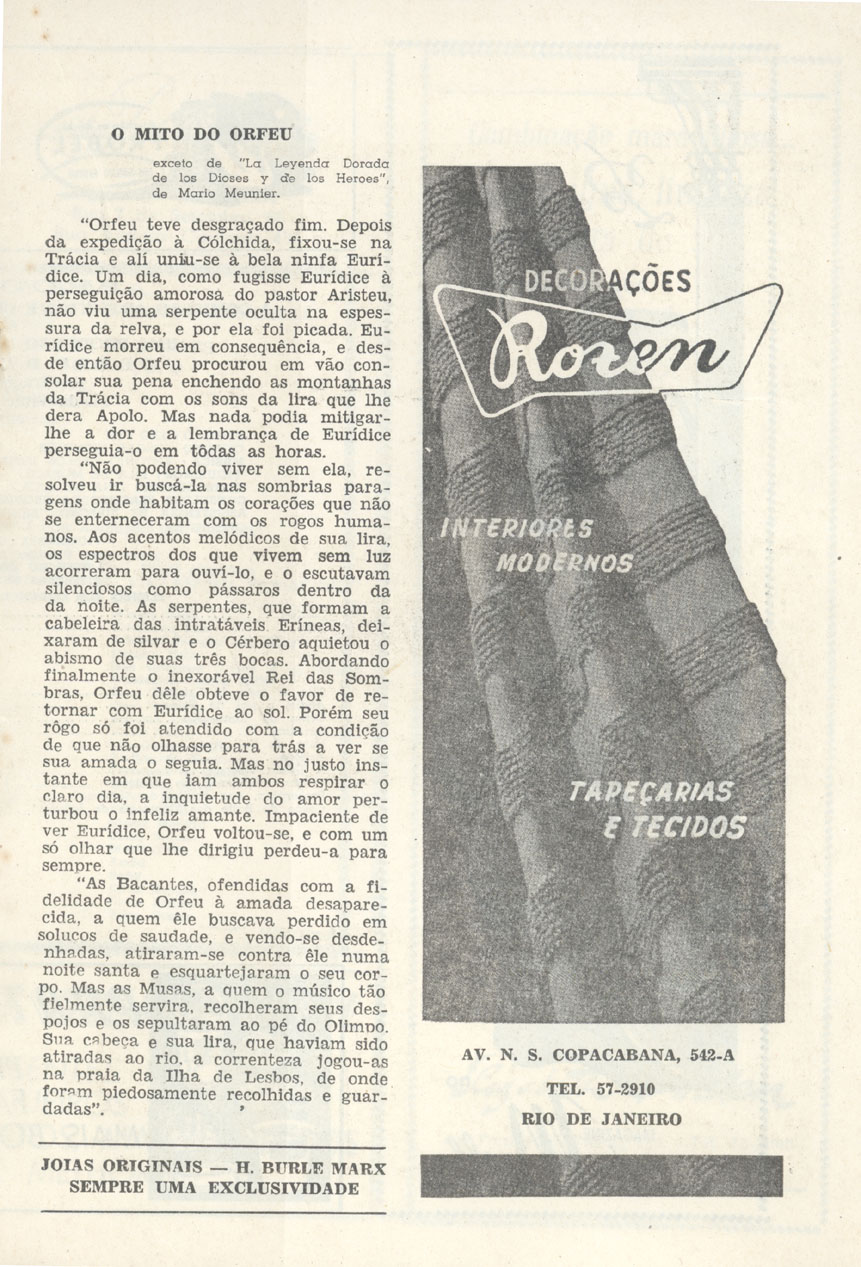 O MITO DO ORFEU
exceto de "La Leyenda Dorada
de los Dioses y de los Heroes",
de Mario Meunier.
"Orfeu teve desgraçado fim. Depois
da expedição à Cólchida, fixou-se na
Trácia e alí uniu-se à bela ninfa Eurí-
dice. Um dia, como fugisse Eurídice à
perseguição amorosa do pastor Aristeu,
não viu uma serpente oculta na espes-
sura da relva, e por ela foi picada. Eu-
rídice morreu em consequência, e des-
de então Orfeu procurou em vão con-
solar sua pena enchendo as montanhas
da Trácia com os sons da lira que lhe
dera Apolo. Mas nada podia mitigar-
lhe a dor e a lembrança de Eurídice
perseguia-o em tôdas as horas.
"Não podendo viver sem ela, re-
solveu ir buscá-la nas sombrias para-
gens onde habitam os corações que não
se enterneceram com os rogos huma-
nos. Aos acentos melódicos de sua lira,
os espectros dos que vivem sem luz
acorreram para ouví-lo, e o escutavam
silenciosos como pássaros dentro da
da noite. As serpentes, que formam a
cabeleira das intratáveis Eríneas, dei-
xaram de silvar e o Cérbero aquietou o
abismo de suas três bocas. Abordando
finalmente o inexorável Rei das Som-
bras, Orfeu dêle obteve o favor de re-
tornar com Eurídice ao sol. Porém seu
rôgo só foi atendido com a condição
de que não olhasse para trás a ver se
sua amada o seguia. Mas no justo ins-
tante em que iam ambos respirar o
claro dia, a inquietude do amor per-
turbou o infeliz amante. Impaciente de
ver Eurídice, Orfeu voltou-se, e com um
só olhar que lhe dirigiu perdeu-a para
sempre.
"As Bacantes, ofendidas com a fi-
delidade de Orfeu à amada desapare-
cida, a quem êle buscava perdido em
solucos de saudade, e vendo-se desde-
nhadas, atiraram-se contra êle numa
noite santa e esquartejaram o seu cor-
po. Mas as Musas, a quem o músico tão
fielmente servira, recolheram seus des-
pojos e os sepultaram ao pé do Olimpo.
Sua cabeça e sua lira, que haviam sido
atiradas ao rio, a correnteza jogou-as
na praia da Ilha de Lesbos, de onde
foram piedosamente recolhidas e guar-
dadas".
JOIAS ORIGINAIS — H. BURLE MARX
SEMPRE UMA EXCLUSIVIDADE
DECORAÇÕES
Rozen
INTERIORES
MODERNOS
TAPEÇARIAS
E TECIDOS
AV. N. S. COPACABANA, 542-A
TEL. 57-2910
RIO DE JANEIRO